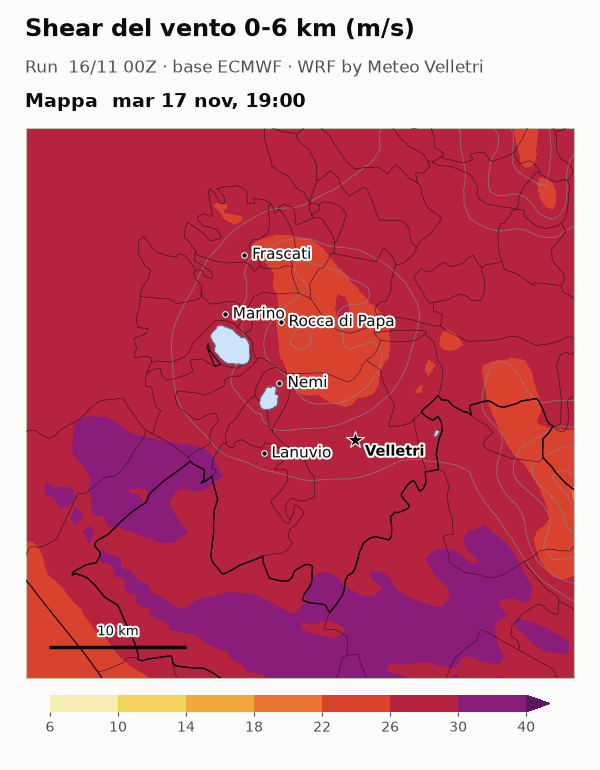 Shear del vento 0-6 km (m/s)
Run  16/11 00Z · base ECMWF · WRF by Meteo Velletri
Mappa  mar 17 nov, 19:00
Frascati
Marino
Rocca di Papa
Nemi
Velletri
Lanuvio
10 km
6 10 14 18 22 26 30 40